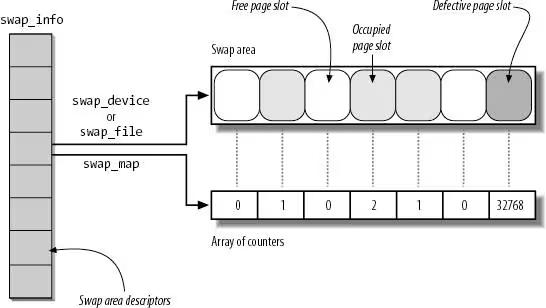 swap_info
Free page slot
Occupied
page slot
Defective page slot
Swap area
swap_device
or
swap_file
swap_map
0 1 0 2 1 0 32768
Array of counters
Swap area descriptors